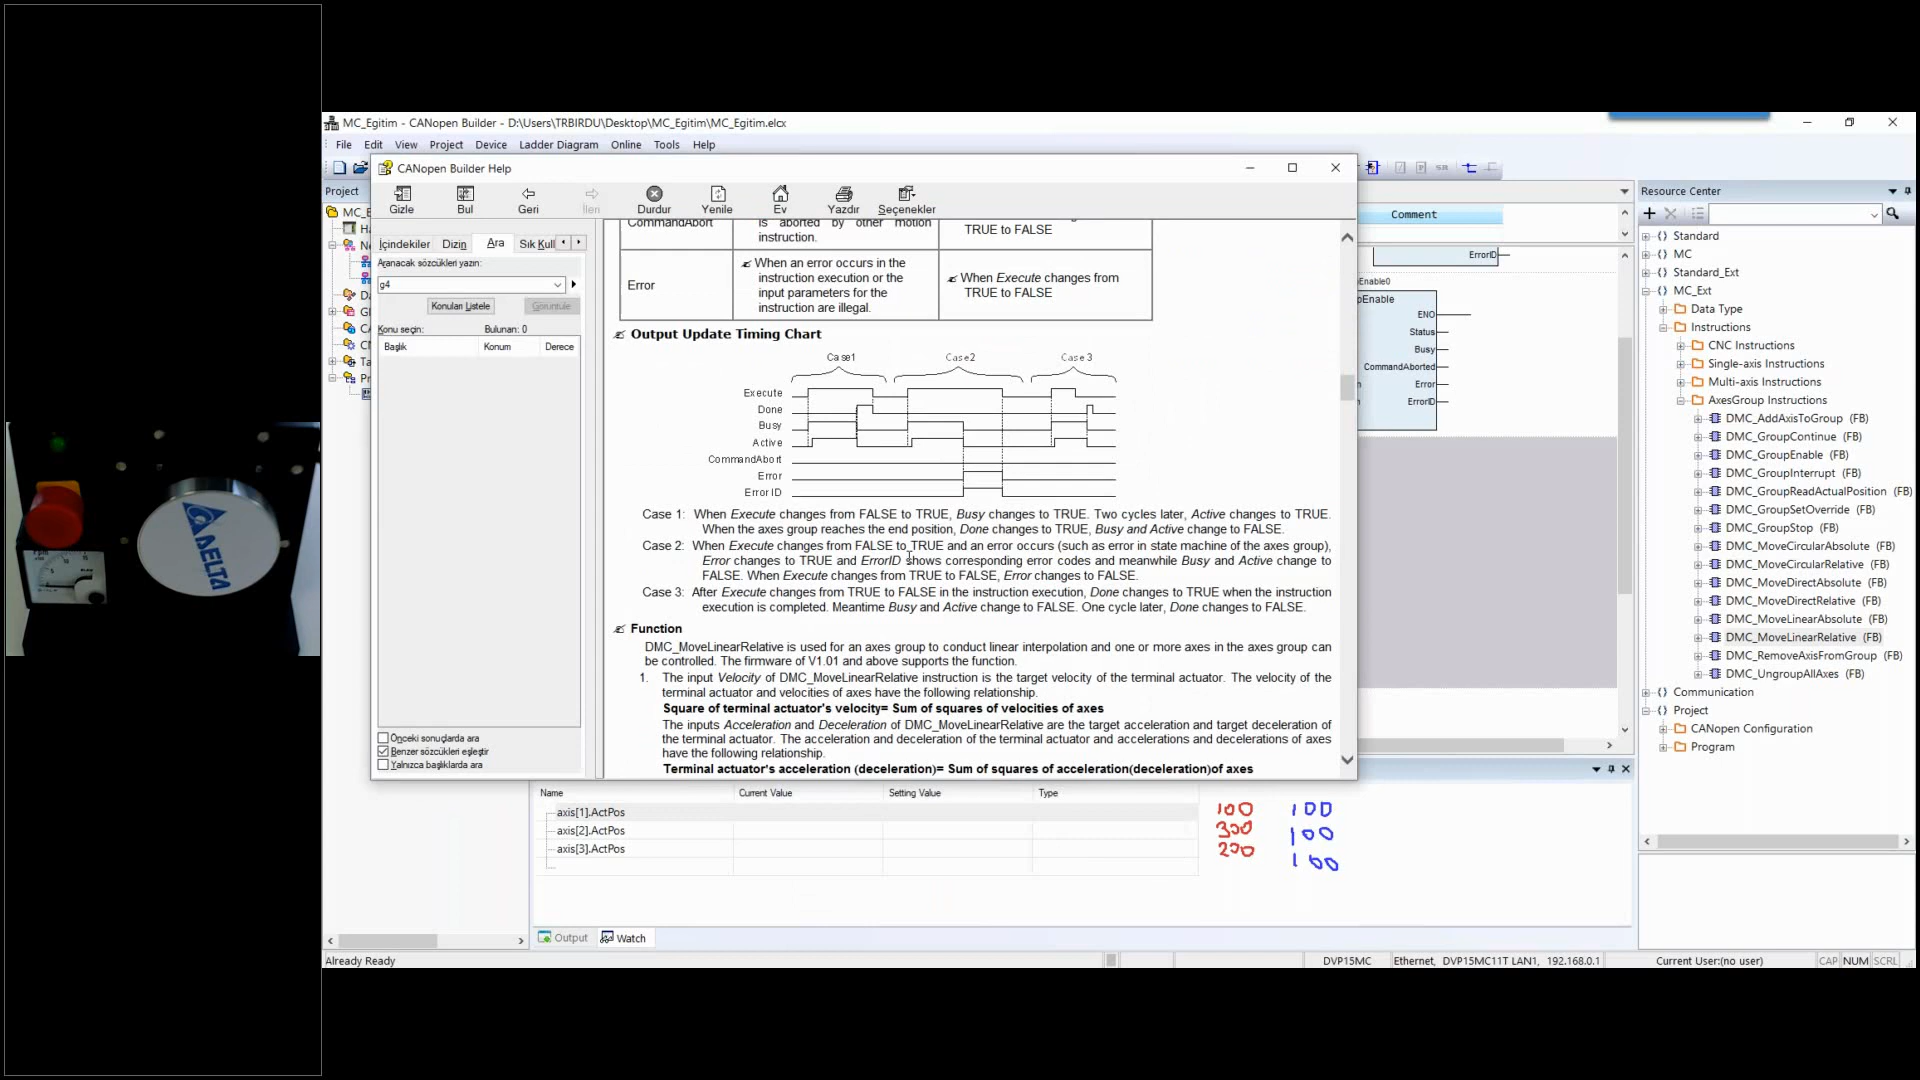 MC_Egitim - CANopen Builder - D:\Users\TRBIRDU\Desktop\MC_Egitim\MC_Egitim.elcx
File Edit View Project Device Ladder Diagram Online Tools Help
CANopen Builder Help
Gizle Bul Geri İleri Durdur Yenile Ev Yazdır Seçenekler
Project
İçindekiler Dizin Ara Sık Kull
Aranacak sözcükleri yazın:
g4
Konuları Listele Görüntüle
Konu seçin: Bulunan: 0
Başlık Konum Derece
Önceki sonuçlarda ara
Benzer sözcükleri eşleştir
Yalnızca başlıklarda ara
CommandAbort
is aborted by other motion
instruction.
TRUE to FALSE
Error
When an error occurs in the
instruction execution or the
input parameters for the
instruction are illegal.
When Execute changes from
TRUE to FALSE
Output Update Timing Chart
Case1 Case2 Case 3
Execute
Done
Busy
Active
CommandAbort
Error
Error ID
Case 1: When Execute changes from FALSE to TRUE, Busy changes to TRUE. Two cycles later, Active changes to TRUE.
When the axes group reaches the end position, Done changes to TRUE, Busy and Active change to FALSE.
Case 2: When Execute changes from FALSE to TRUE and an error occurs (such as error in state machine of the axes group),
Error changes to TRUE and ErrorID shows corresponding error codes and meanwhile Busy and Active change to
FALSE. When Execute changes from TRUE to FALSE, Error changes to FALSE.
Case 3: After Execute changes from TRUE to FALSE in the instruction execution, Done changes to TRUE when the instruction
execution is completed. Meantime Busy and Active change to FALSE. One cycle later, Done changes to FALSE.
Function
DMC_MoveLinearRelative is used for an axes group to conduct linear interpolation and one or more axes in the axes group can
be controlled. The firmware of V1.01 and above supports the function.
1. The input Velocity of DMC_MoveLinearRelative instruction is the target velocity of the terminal actuator. The velocity of the
terminal actuator and velocities of axes have the following relationship.
Square of terminal actuator's velocity= Sum of squares of velocities of axes
The inputs Acceleration and Deceleration of DMC_MoveLinearRelative are the target acceleration and target deceleration of
the terminal actuator. The acceleration and deceleration of the terminal actuator and accelerations and decelerations of axes
have the following relationship.
Terminal actuator's acceleration (deceleration)= Sum of squares of acceleration(deceleration)of axes
Comment
ErrorID
ENO
Status
Busy
CommandAborted
Error
ErrorID
Resource Center
Standard
MC
Standard_Ext
MC_Ext
Data Type
Instructions
CNC Instructions
Single-axis Instructions
Multi-axis Instructions
AxesGroup Instructions
DMC_AddAxisToGroup (FB)
DMC_GroupContinue (FB)
DMC_GroupEnable (FB)
DMC_GroupInterrupt (FB)
DMC_GroupReadActualPosition (FB)
DMC_GroupSetOverride (FB)
DMC_GroupStop (FB)
DMC_MoveCircularAbsolute (FB)
DMC_MoveCircularRelative (FB)
DMC_MoveDirectAbsolute (FB)
DMC_MoveDirectRelative (FB)
DMC_MoveLinearAbsolute (FB)
DMC_MoveLinearRelative (FB)
DMC_RemoveAxisFromGroup (FB)
DMC_UngroupAllAxes (FB)
Communication
Project
CANopen Configuration
Program
Name Current Value Setting Value Type
axis[1].ActPos
axis[2].ActPos
axis[3].ActPos
100 100
300 100
200 100
Output Watch
Already Ready DVP15MC Ethernet, DVP15MC11T LAN1, 192.168.0.1 Current User:(no user) CAP NUM SCRL
DELTA